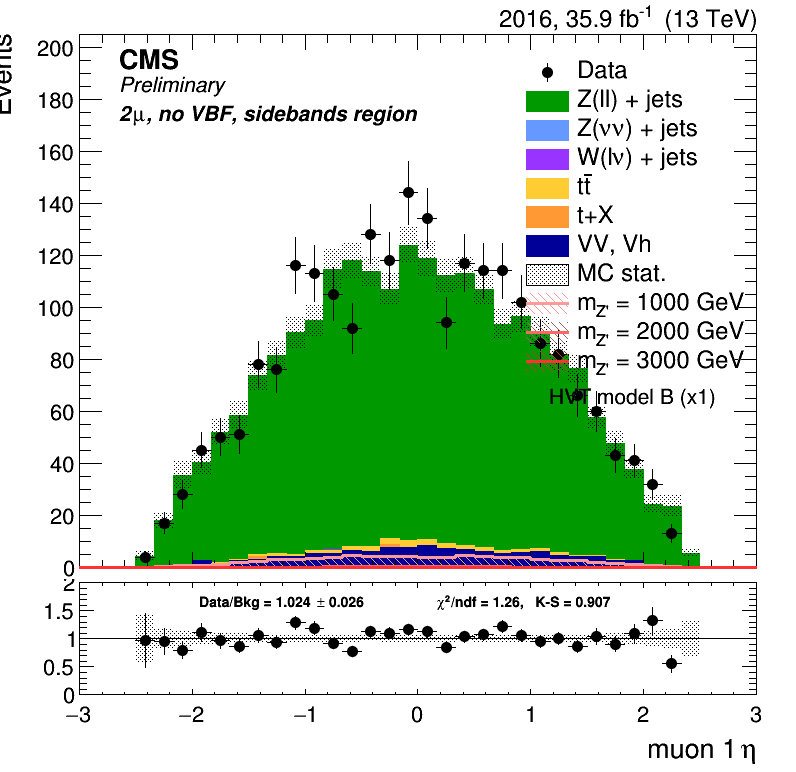 2016, 35.9 fb⁻¹ (13 TeV)
Events
CMS
Preliminary
2μ, no VBF, sidebands region
Data
Z(ll) + jets
Z(νν) + jets
W(lν) + jets
tt̄
t+X
VV, Vh
MC stat.
m_Z' = 1000 GeV
m_Z' = 2000 GeV
m_Z' = 3000 GeV
HVT model B (x1)
200
180
160
140
120
100
80
60
40
20
0
Data/Bkg = 1.024 ± 0.026
χ²/ndf = 1.26, K-S = 0.907
2
1.5
1
0.5
0
−3 −2 −1 0 1 2 3
muon 1 η